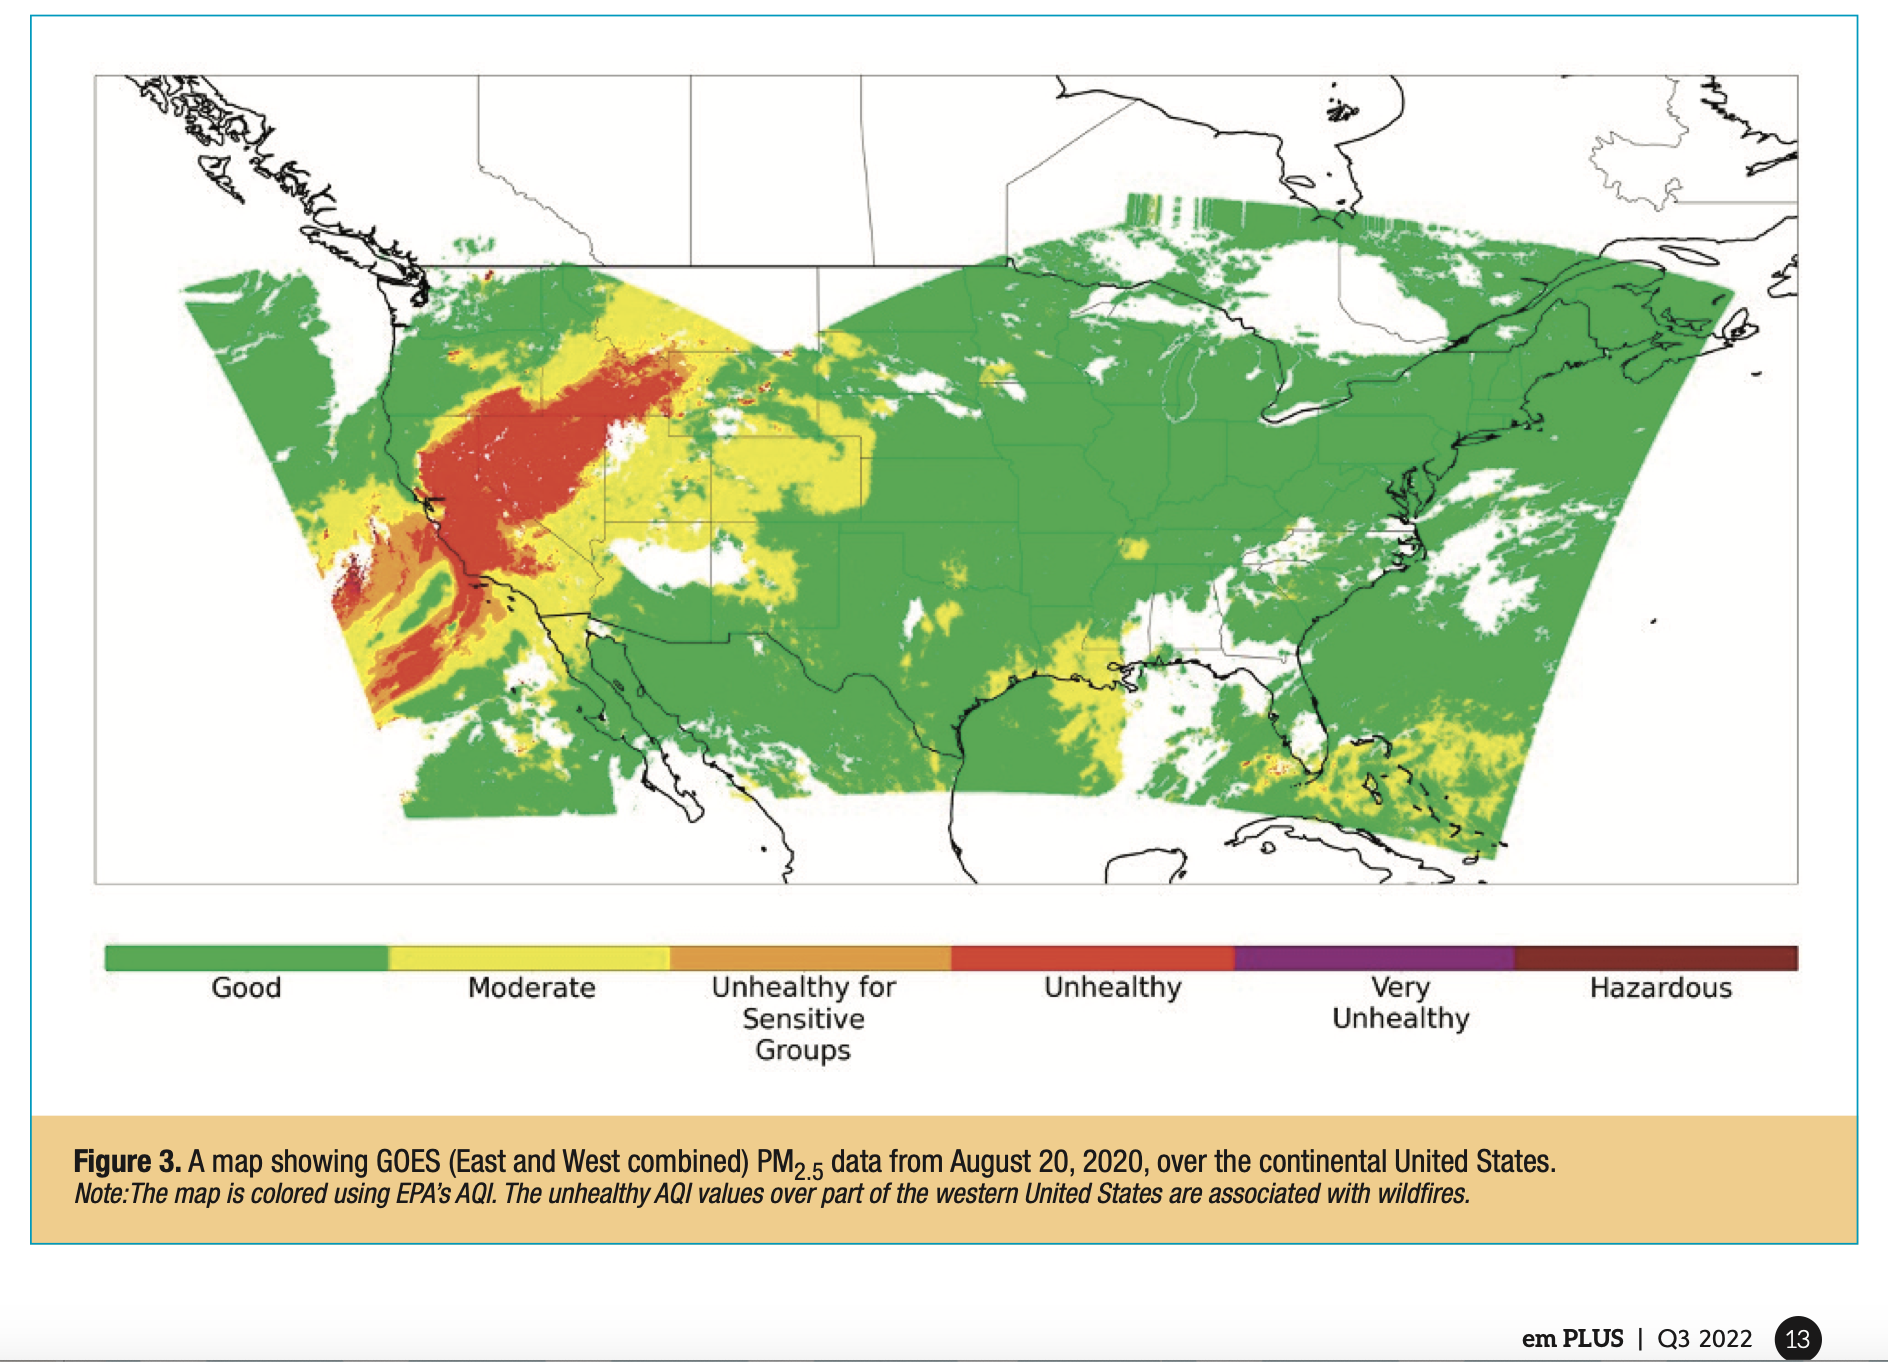 Good
Moderate
Unhealthy for
Sensitive
Groups
Unhealthy
Very
Unhealthy
Hazardous
Figure 3. A map showing GOES (East and West combined) PM2.5 data from August 20, 2020, over the continental United States.
Note:The map is colored using EPA’s AQI. The unhealthy AQI values over part of the western United States are associated with wildfires.
em PLUS | Q3 2022 13